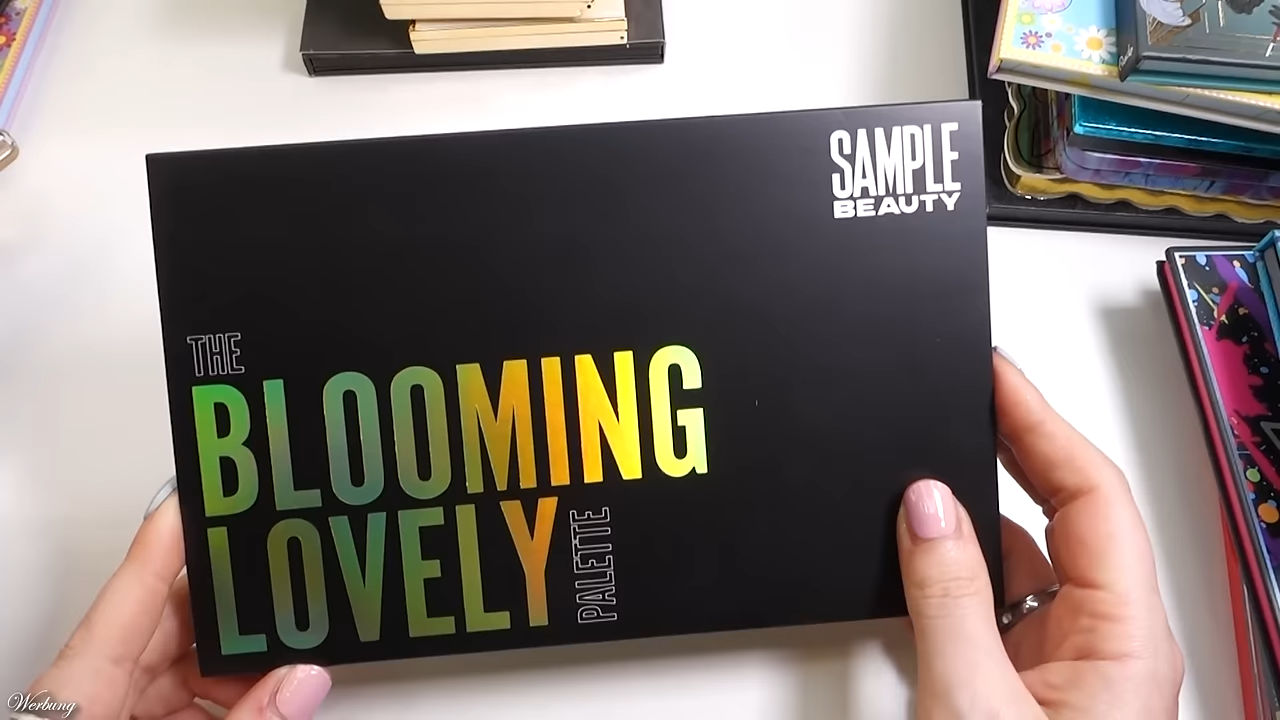 SAMPLE
BEAUTY
THE
BLOOMING
LOVELY
PALETTE
Werbung